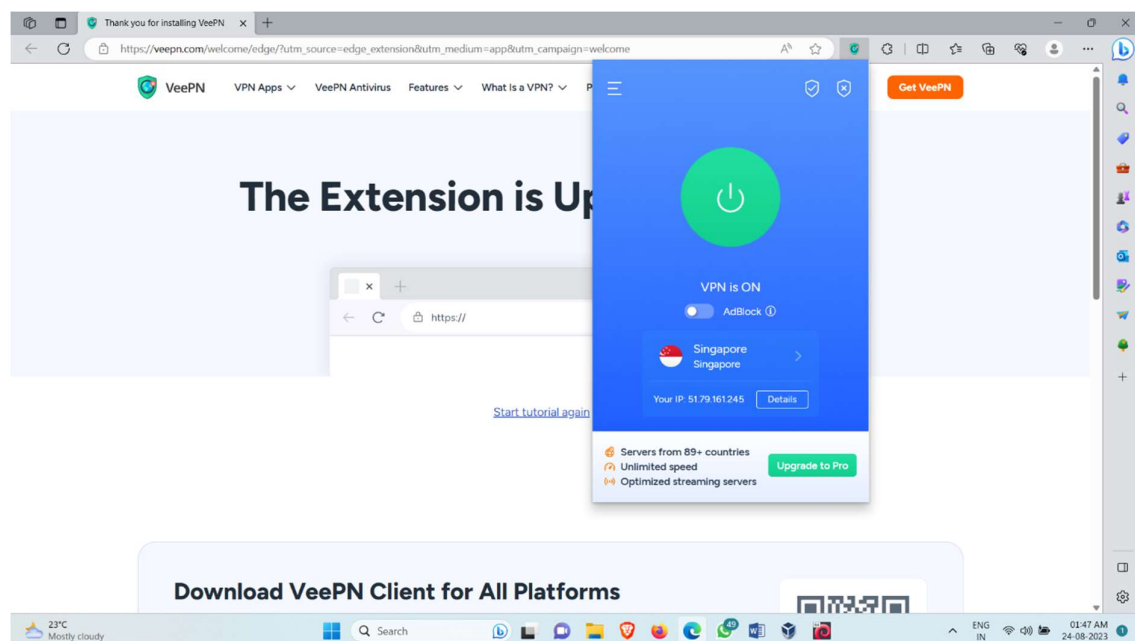 Thank you for installing VeePN
https://veepn.com/welcome/edge/?utm_source=edge_extension&utm_medium=app&utm_campaign=welcome
VeePN
VPN Apps
VeePN Antivirus
Features
What Is a VPN?
P
Get VeePN
The Extension is Up
https://
Start tutorial again
VPN is ON
AdBlock
Singapore
Singapore
Your IP: 51.79.161.245
Details
Servers from 89+ countries
Unlimited speed
Optimized streaming servers
Upgrade to Pro
Download VeePN Client for All Platforms
23°C
Mostly cloudy
Search
49
ENG
IN
01:47 AM
24-08-2023
1